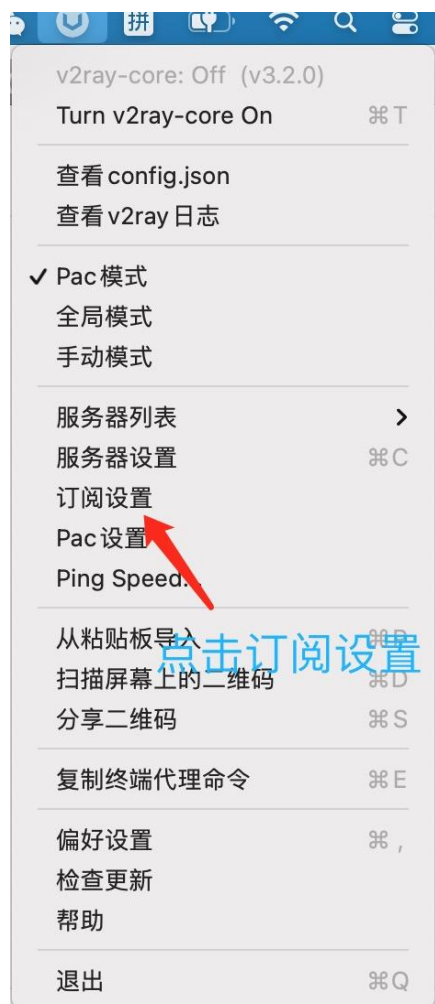 拼
v2ray-core: Off (v3.2.0)
Turn v2ray-core On ⌘T
查看config.json
查看v2ray日志
✓ Pac模式
全局模式
手动模式
服务器列表
服务器设置 ⌘C
订阅设置
Pac设置
Ping Speed...
从粘贴板导入 ⌘P
点击订阅设置
扫描屏幕上的二维码 ⌘D
分享二维码 ⌘S
复制终端代理命令 ⌘E
偏好设置 ⌘ ,
检查更新
帮助
退出 ⌘Q